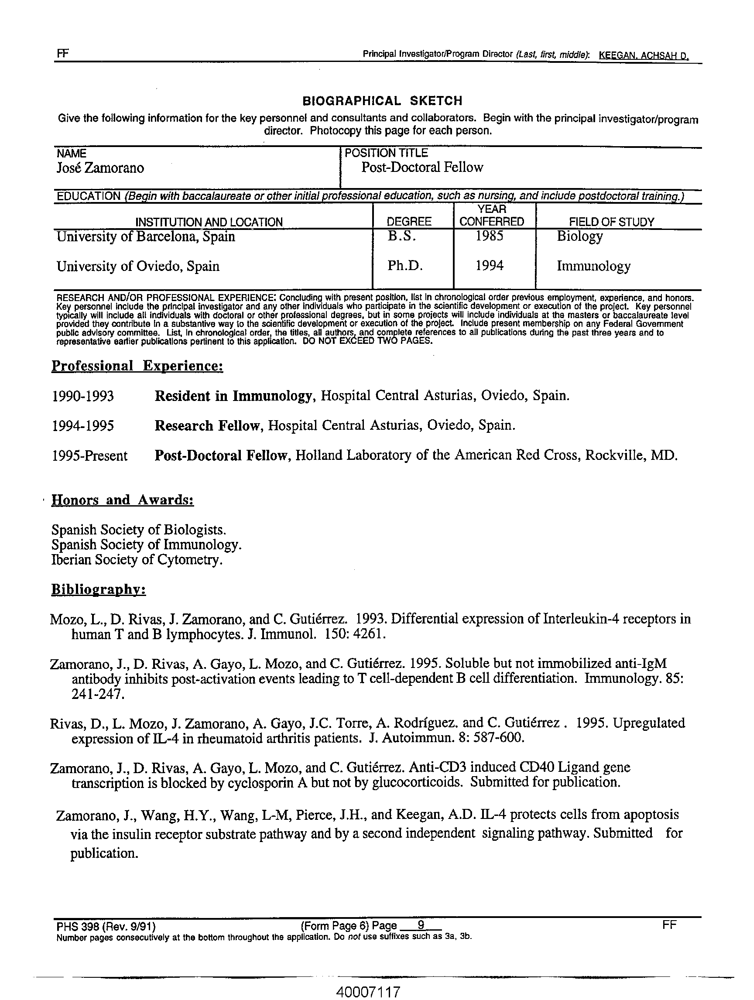 FF Principal Investigator/Program Director (Last, first, middle): KEEGAN, ACHSAH D.
BIOGRAPHICAL SKETCH
Give the following information for the key personnel and consultants and collaborators. Begin with the principal investigator/program
director. Photocopy this page for each person.
NAME POSITION TITLE
José Zamorano Post-Doctoral Fellow
EDUCATION (Begin with baccalaureate or other initial professional education, such as nursing, and include postdoctoral training.)
INSTITUTION AND LOCATION DEGREE YEAR CONFERRED FIELD OF STUDY
University of Barcelona, Spain B.S. 1985 Biology
University of Oviedo, Spain Ph.D. 1994 Immunology
RESEARCH AND/OR PROFESSIONAL EXPERIENCE: Concluding with present position, list in chronological order previous employment, experience, and honors.
Key personnel include the principal investigator and any other individuals who participate in the scientific development or execution of the project. Key personnel
typically will include all individuals with doctoral or other professional degrees, but in some projects will include individuals at the masters or baccalaureate level
provided they contribute in a substantive way to the scientific development or execution of the project. Include present membership on any Federal Government
public advisory committee. List, in chronological order, the titles, all authors, and complete references to all publications during the past three years and to
representative earlier publications pertinent to this application. DO NOT EXCEED TWO PAGES.
Professional Experience:
1990-1993 Resident in Immunology, Hospital Central Asturias, Oviedo, Spain.
1994-1995 Research Fellow, Hospital Central Asturias, Oviedo, Spain.
1995-Present Post-Doctoral Fellow, Holland Laboratory of the American Red Cross, Rockville, MD.
Honors and Awards:
Spanish Society of Biologists.
Spanish Society of Immunology.
Iberian Society of Cytometry.
Bibliography:
Mozo, L., D. Rivas, J. Zamorano, and C. Gutiérrez. 1993. Differential expression of Interleukin-4 receptors in
human T and B lymphocytes. J. Immunol. 150: 4261.
Zamorano, J., D. Rivas, A. Gayo, L. Mozo, and C. Gutiérrez. 1995. Soluble but not immobilized anti-IgM
antibody inhibits post-activation events leading to T cell-dependent B cell differentiation. Immunology. 85:
241-247.
Rivas, D., L. Mozo, J. Zamorano, A. Gayo, J.C. Torre, A. Rodríguez. and C. Gutiérrez . 1995. Upregulated
expression of IL-4 in rheumatoid arthritis patients. J. Autoimmun. 8: 587-600.
Zamorano, J., D. Rivas, A. Gayo, L. Mozo, and C. Gutiérrez. Anti-CD3 induced CD40 Ligand gene
transcription is blocked by cyclosporin A but not by glucocorticoids. Submitted for publication.
Zamorano, J., Wang, H.Y., Wang, L-M, Pierce, J.H., and Keegan, A.D. IL-4 protects cells from apoptosis
via the insulin receptor substrate pathway and by a second independent signaling pathway. Submitted for
publication.
PHS 398 (Rev. 9/91) (Form Page 6) Page 9 FF
Number pages consecutively at the bottom throughout the application. Do not use suffixes such as 3a, 3b.
40007117